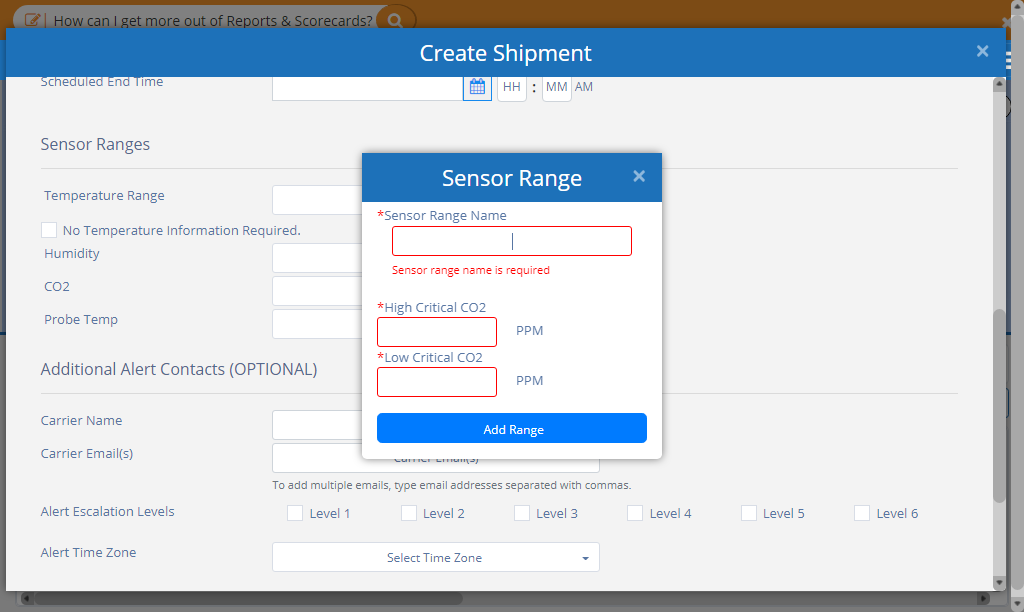 How can I get more out of Reports & Scorecards?
Create Shipment ×
Scheduled End Time
HH : MM AM
Sensor Ranges
Temperature Range
No Temperature Information Required.
Humidity
CO2
Probe Temp
Sensor Range ×
*Sensor Range Name
Sensor range name is required
*High Critical CO2
PPM
*Low Critical CO2
PPM
Add Range
Additional Alert Contacts (OPTIONAL)
Carrier Name
Carrier Email(s)
Carrier Email(s)
To add multiple emails, type email addresses separated with commas.
Alert Escalation Levels
Level 1 Level 2 Level 3 Level 4 Level 5 Level 6
Alert Time Zone
Select Time Zone